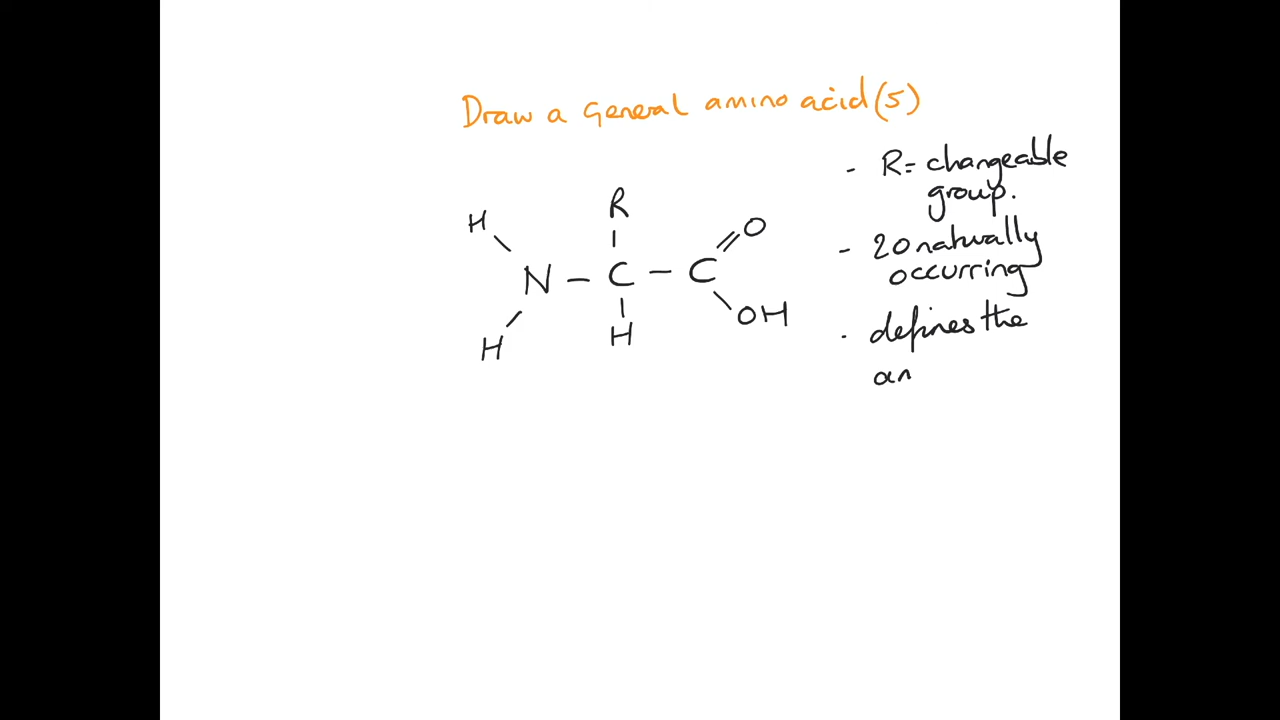 Draw a general amino acid (5)
- R= changeable
group.
- 20 naturally
occurring
- defines the
an
H
R
O
N - C - C
OH
H
H